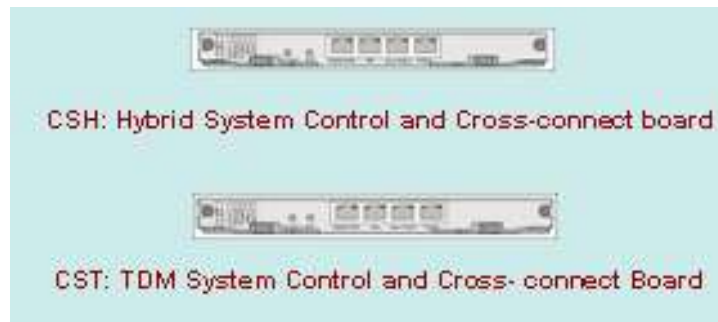 CSH: Hybrid System Control and Cross-connect board
CST: TDM System Control and Cross- connect Board